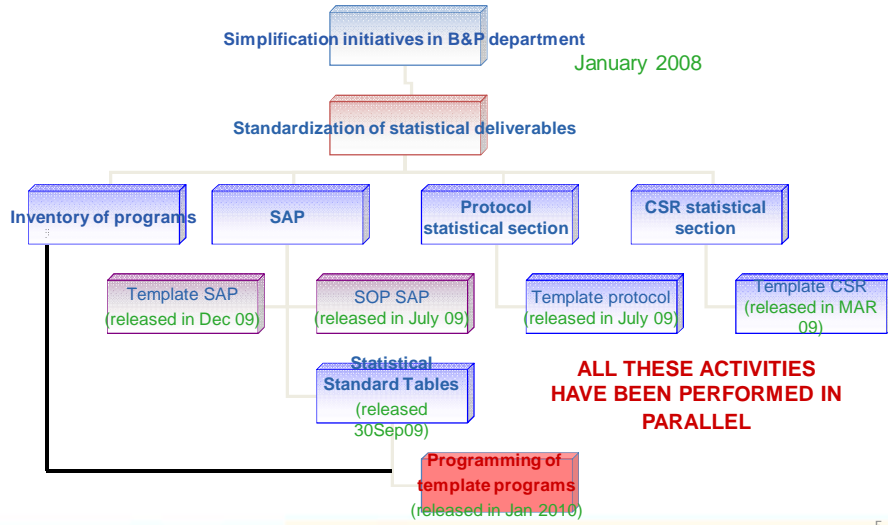 Simplification initiatives in B&P department
January 2008
Standardization of statistical deliverables
Inventory of programs
SAP
Protocol
statistical section
CSR statistical
section
Template SAP
(released in Dec 09)
SOP SAP
(released in July 09)
Template protocol
(released in July 09)
Template CSR
(released in MAR
09)
Statistical
Standard Tables
(released
30Sep09)
ALL THESE ACTIVITIES
HAVE BEEN PERFORMED IN
PARALLEL
Programming of
template programs
(released in Jan 2010)
5